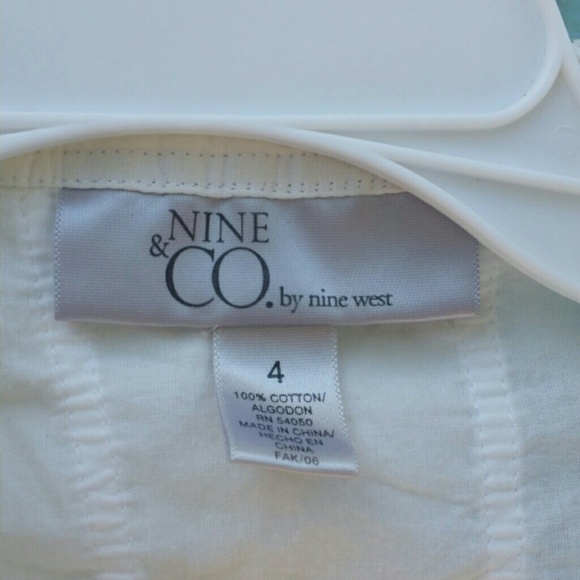 NINE
& CO. by nine west
4
100% COTTON/
ALGODON
RN 54050
MADE IN CHINA/
HECHO EN
CHINA
FAK/06